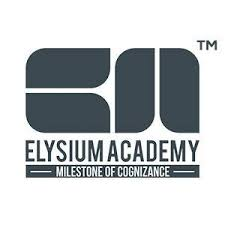 TM
ELYSIUM ACADEMY
MILESTONE OF COGNIZANCE